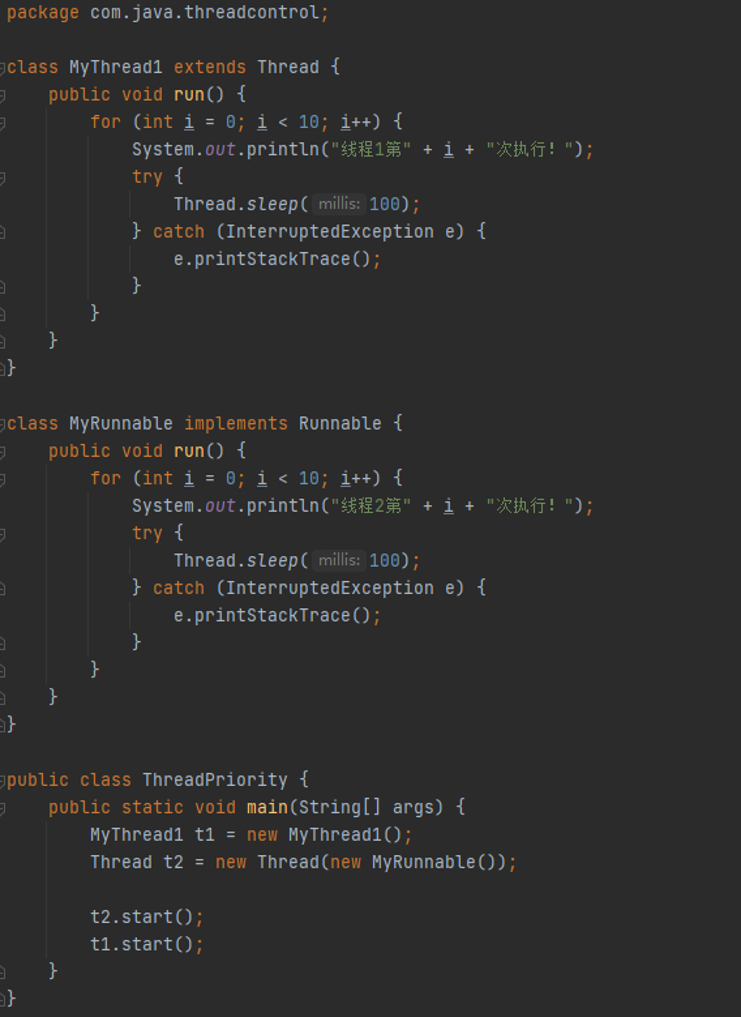 package com.java.threadcontrol;
class MyThread1 extends Thread {
public void run() {
for (int i = 0; i < 10; i++) {
System.out.println("线程1第" + i + "次执行！");
try {
Thread.sleep( millis: 100);
} catch (InterruptedException e) {
e.printStackTrace();
}
}
}
}
class MyRunnable implements Runnable {
public void run() {
for (int i = 0; i < 10; i++) {
System.out.println("线程2第" + i + "次执行！");
try {
Thread.sleep( millis: 100);
} catch (InterruptedException e) {
e.printStackTrace();
}
}
}
}
public class ThreadPriority {
public static void main(String[] args) {
MyThread1 t1 = new MyThread1();
Thread t2 = new Thread(new MyRunnable());
t2.start();
t1.start();
}
}